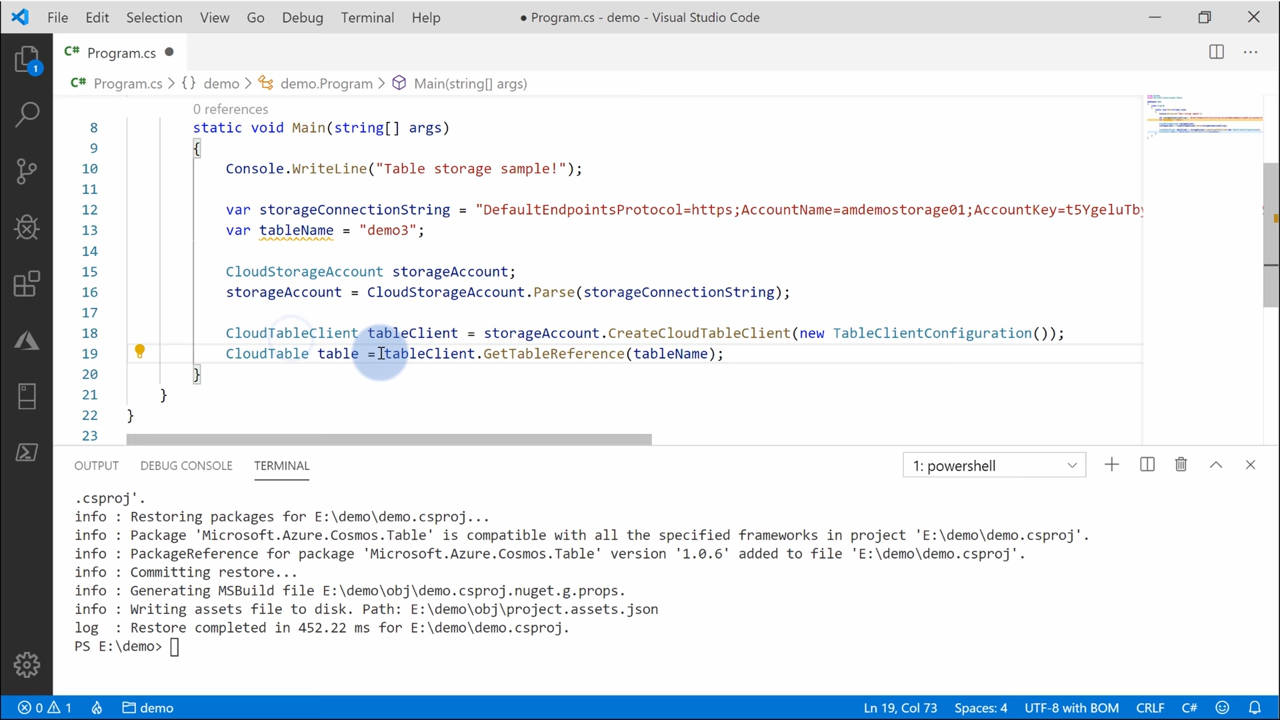 File Edit Selection View Go Debug Terminal Help ● Program.cs - demo - Visual Studio Code
C# Program.cs ●
1
C# Program.cs > { } demo > demo.Program > Main(string[] args)
0 references
8 static void Main(string[] args)
9 {
10 Console.WriteLine("Table storage sample!");
11
12 var storageConnectionString = "DefaultEndpointsProtocol=https;AccountName=amdemostorage01;AccountKey=t5YgeluTby
13 var tableName = "demo3";
14
15 CloudStorageAccount storageAccount;
16 storageAccount = CloudStorageAccount.Parse(storageConnectionString);
17
18 CloudTableClient tableClient = storageAccount.CreateCloudTableClient(new TableClientConfiguration());
19 CloudTable table = tableClient.GetTableReference(tableName);
20 }
21 }
22 }
23
OUTPUT DEBUG CONSOLE TERMINAL 1: powershell
.csproj'.
info : Restoring packages for E:\demo\demo.csproj...
info : Package 'Microsoft.Azure.Cosmos.Table' is compatible with all the specified frameworks in project 'E:\demo\demo.csproj'.
info : PackageReference for package 'Microsoft.Azure.Cosmos.Table' version '1.0.6' added to file 'E:\demo\demo.csproj'.
info : Committing restore...
info : Generating MSBuild file E:\demo\obj\demo.csproj.nuget.g.props.
info : Writing assets file to disk. Path: E:\demo\obj\project.assets.json
log : Restore completed in 452.22 ms for E:\demo\demo.csproj.
PS E:\demo>
0 1 demo Ln 19, Col 73 Spaces: 4 UTF-8 with BOM CRLF C#